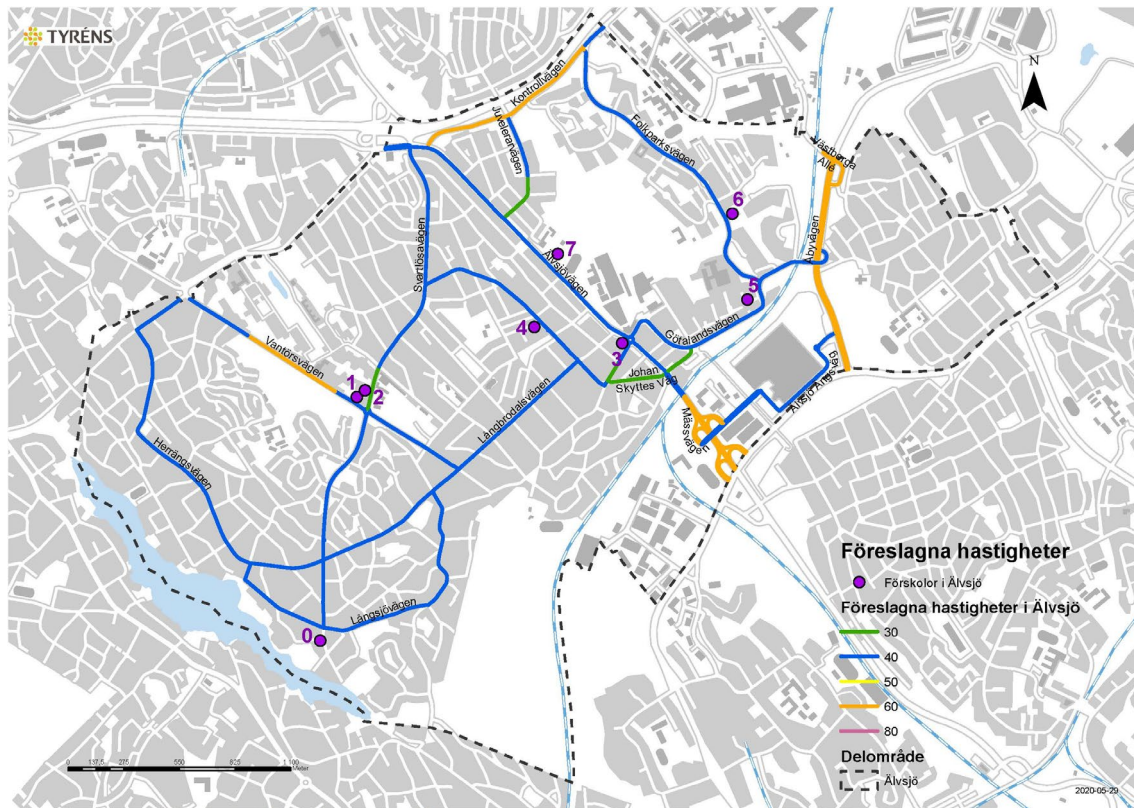 TYRÉNS
N
Kontrollvägen
Juvelerarvägen
Folkparksvägen
Västberga
Allé
Åbyvägen
6
7
5
Svartlösavägen
Älvsjövägen
4
3
Göralandsvägen
Johan
Skyttes Väg
Vantörsvägen
1
2
Långbrodalsvägen
Mässvägen
Älvsjö Ängsväg
Herrängsvägen
Långsjövägen
0
Föreslagna hastigheter
Förskolor i Älvsjö
Föreslagna hastigheter i Älvsjö
30
40
50
60
80
Delområde
Älvsjö
0 137,5 275 550 825 1 100
Meter
2020-05-29